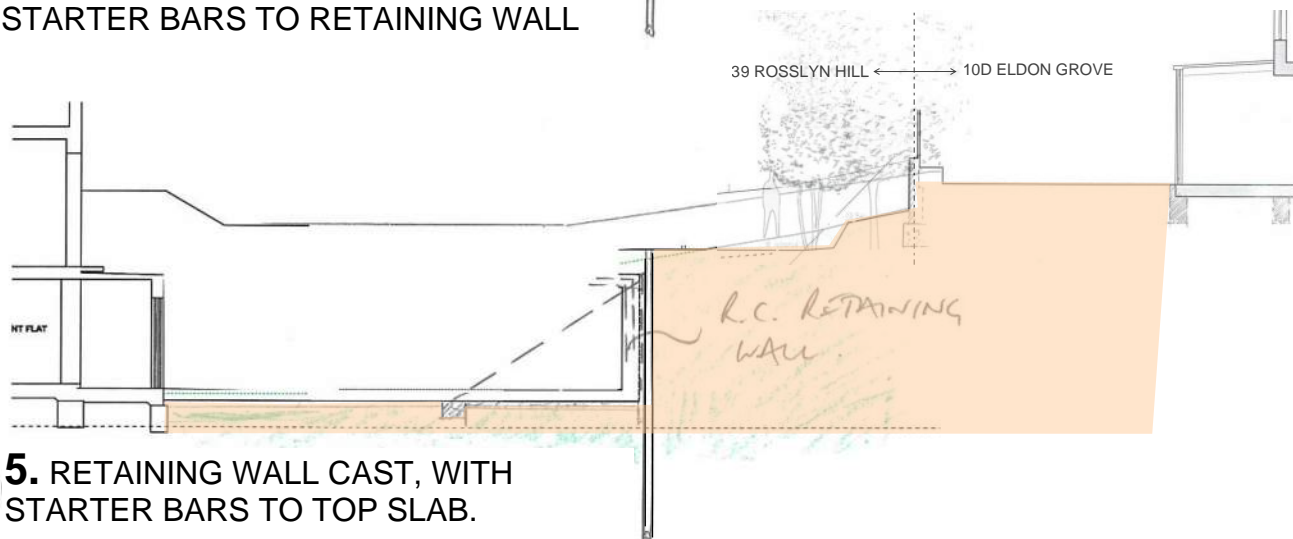 STARTER BARS TO RETAINING WALL
39 ROSSLYN HILL ←→ 10D ELDON GROVE
R.C. RETAINING
WALL.
NT FLAT
5. RETAINING WALL CAST, WITH
STARTER BARS TO TOP SLAB.